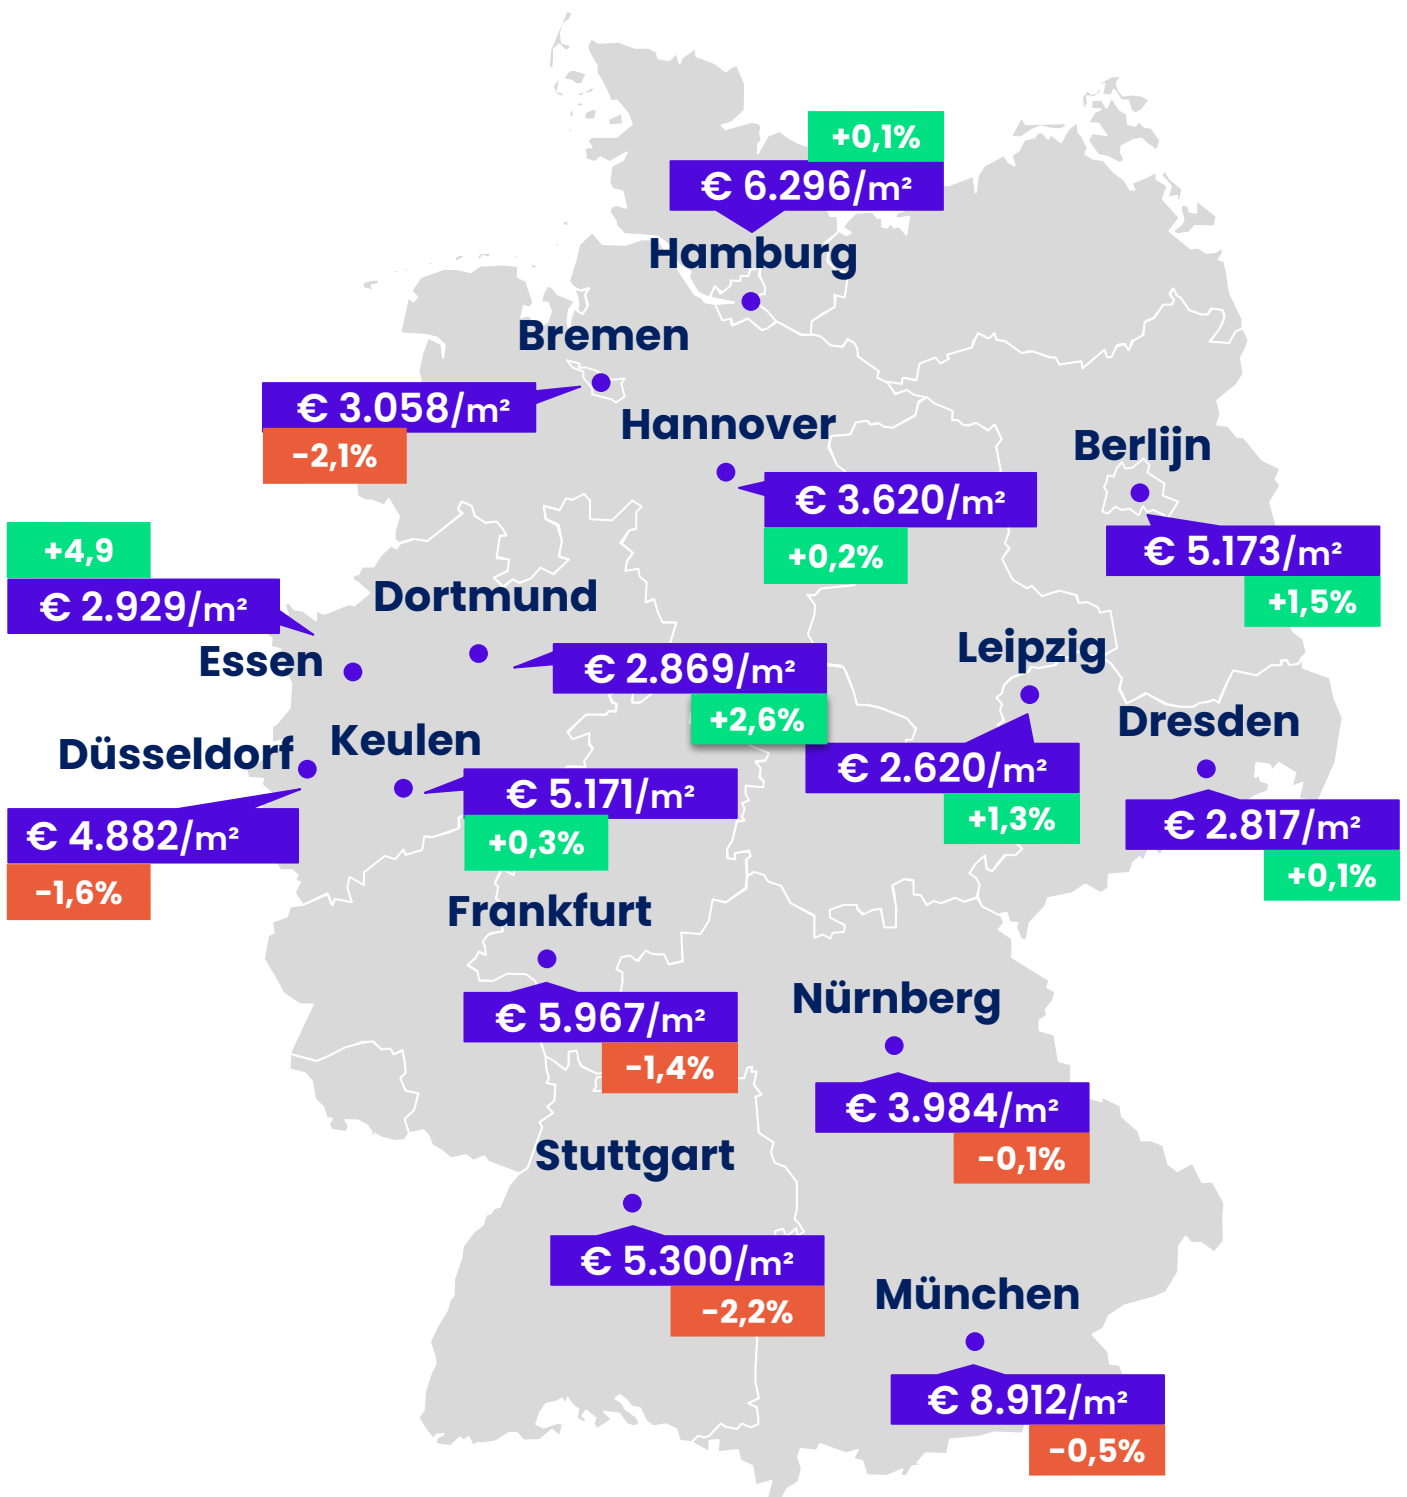 +0,1%
€ 6.296/m²
Hamburg
Bremen
€ 3.058/m²
-2,1%
Hannover
€ 3.620/m²
+0,2%
Berlijn
€ 5.173/m²
+1,5%
+4,9
€ 2.929/m²
Essen
Dortmund
€ 2.869/m²
+2,6%
Leipzig
€ 2.620/m²
+1,3%
Dresden
€ 2.817/m²
+0,1%
Düsseldorf
€ 4.882/m²
-1,6%
Keulen
€ 5.171/m²
+0,3%
Frankfurt
€ 5.967/m²
-1,4%
Nürnberg
€ 3.984/m²
-0,1%
Stuttgart
€ 5.300/m²
-2,2%
München
€ 8.912/m²
-0,5%